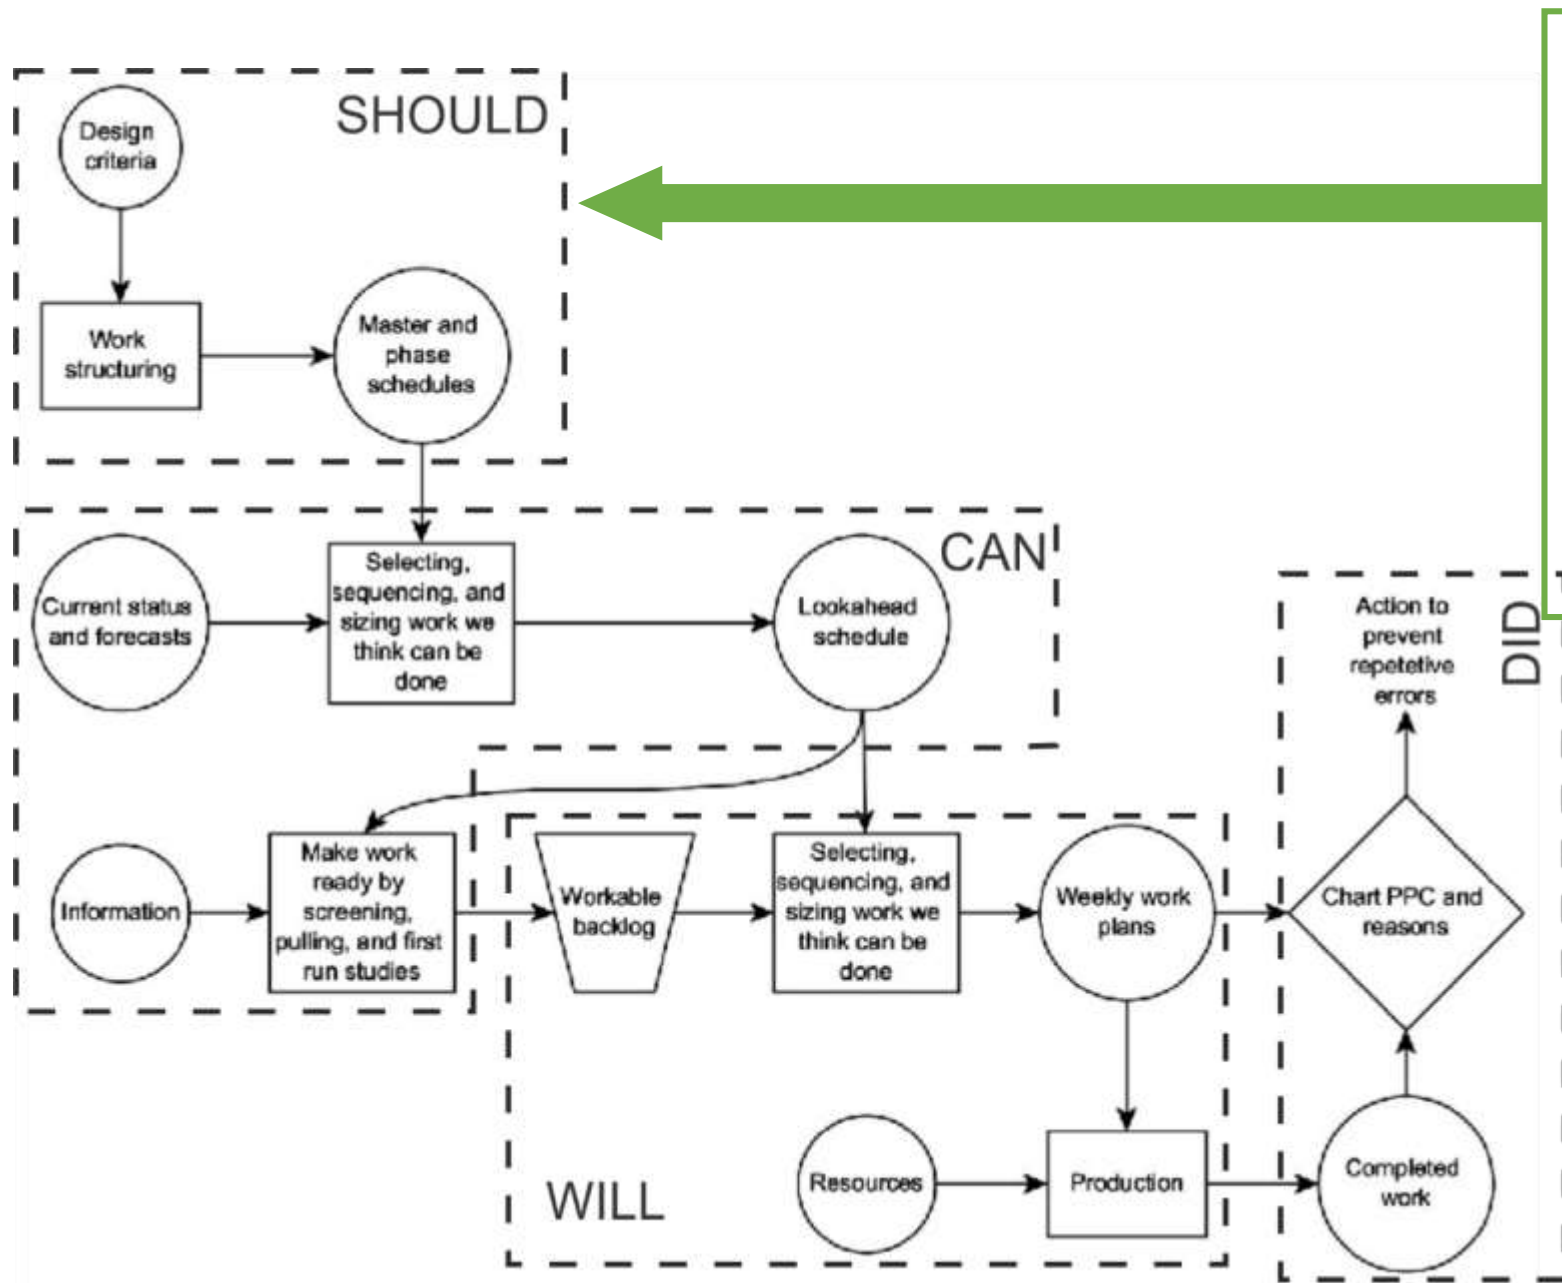 SHOULD
Design
criteria
Work
structuring
Master and
phase
schedules
CAN
Current status
and forecasts
Selecting,
sequencing, and
sizing work we
think can be
done
Lookahead
schedule
Information
Make work
ready by
screening,
pulling, and first
run studies
WILL
Workable
backlog
Selecting,
sequencing, and
sizing work we
think can be
done
Weekly work
plans
Resources
Production
DID
Action to
prevent
repetetive
errors
Chart PPC and
reasons
Completed
work